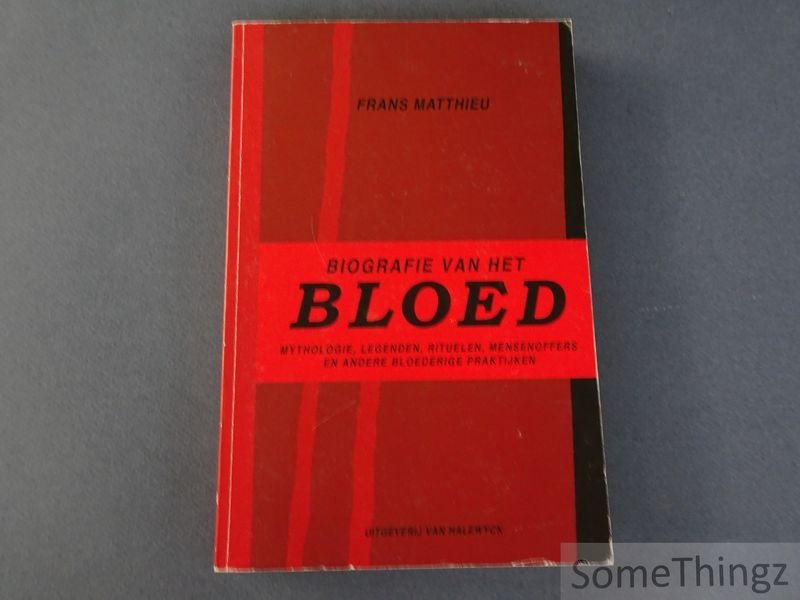 FRANS MATTHIEU
BIOGRAFIE VAN HET
BLOED
MYTHOLOGIE, LEGENDEN, RITUELEN, MENSENOFFERS
EN ANDERE BLOEDERIGE PRAKTIJKEN
UITGEVERIJ VAN HALEWYCK
SomeThingz